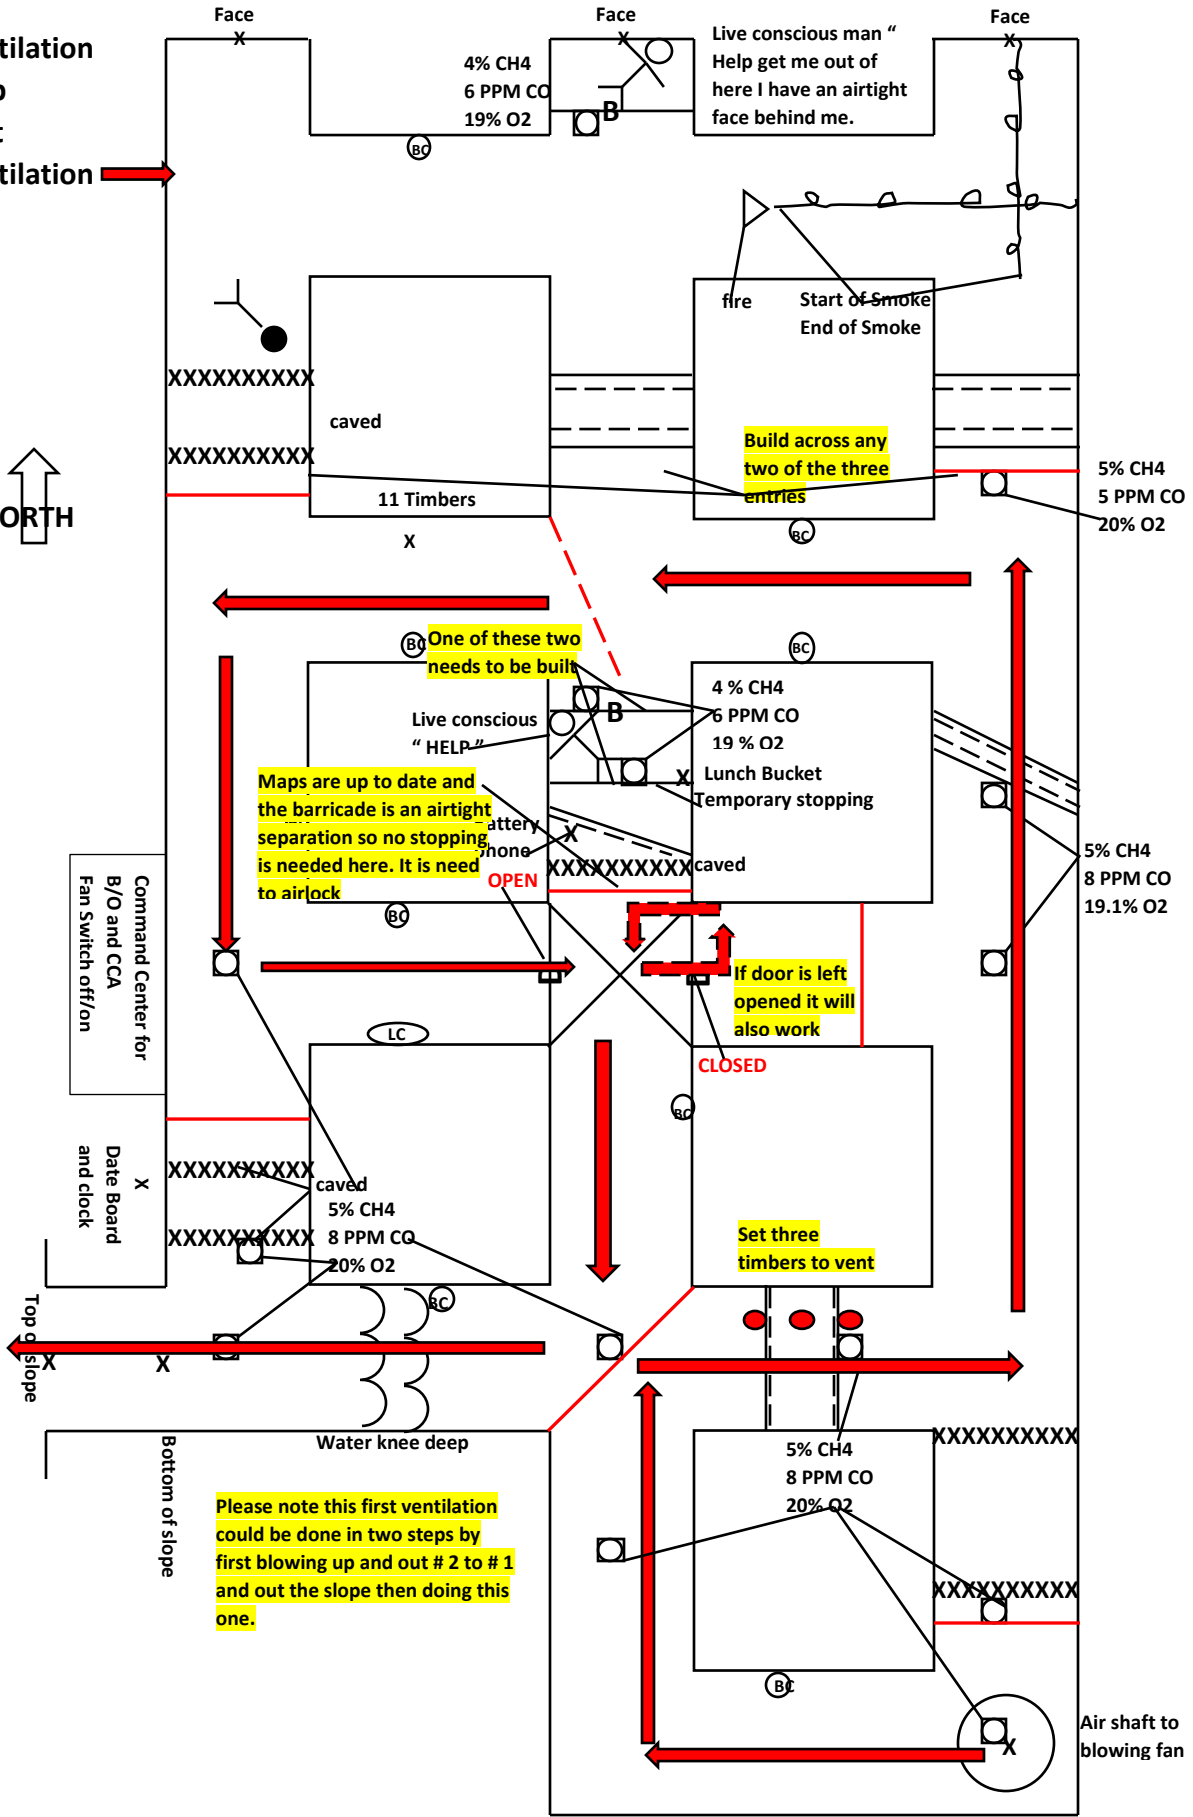 Face
Face
Face
tilation
tilation
4% CH4
6 PPM CO
19% O2
B
Live conscious man “
Help get me out of
here I have an airtight
face behind me.
BC
fire
Start of Smoke
End of Smoke
XXXXXXXXXX
caved
XXXXXXXXXX
Build across any
two of the three
entries
5% CH4
5 PPM CO
20% O2
ORTH
11 Timbers
X
BC
BC
One of these two
needs to be built
BC
B
4 % CH4
6 PPM CO
19 % O2
Live conscious
“ HELP ”
X Lunch Bucket
Temporary stopping
Maps are up to date and
the barricade is an airtight
separation so no stopping
is needed here. It is need
to airlock
phone
X
XXXXXXXXXX caved
OPEN
BC
5% CH4
8 PPM CO
19.1% O2
Command Center for
B/O and CCA
Fan Switch off/on
If door is left
opened it will
also work
LC
CLOSED
BC
X
Date Board
and clock
XXXXXXXXXX
caved
XXXXXXXXXX
5% CH4
8 PPM CO
20% O2
Set three
timbers to vent
BC
Top of slope
X
X
Water knee deep
Bottom of slope
XXXXXXXXXX
5% CH4
8 PPM CO
20% O2
Please note this first ventilation
could be done in two steps by
first blowing up and out # 2 to # 1
and out the slope then doing this
one.
XXXXXXXXXX
BC
X
Air shaft to
blowing fan